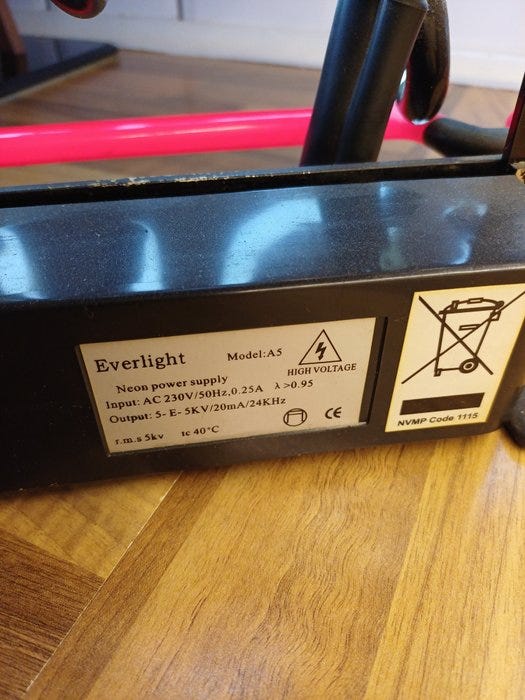 Everlight
Model:A5
HIGH VOLTAGE
Neon power supply
Input: AC 230V/50Hz,0.25A λ >0.95
Output: 5- E- 5KV/20mA/24KHz
r.m.s 5kv tc 40°C
CE
NVMP Code 1115